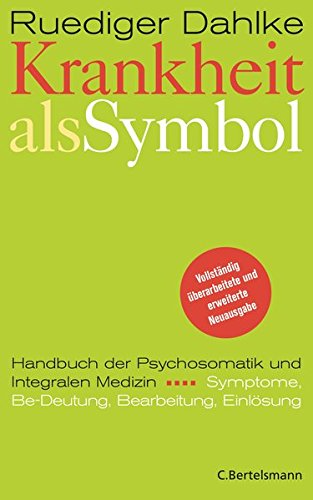 Ruediger Dahlke
Krankheit
alsSymbol
Vollständig
überarbeitete und
erweiterte
Neuausgabe
Handbuch der Psychosomatik und
Integralen Medizin ▪▪▪▪ Symptome,
Be-Deutung, Bearbeitung, Einlösung
C.Bertelsmann